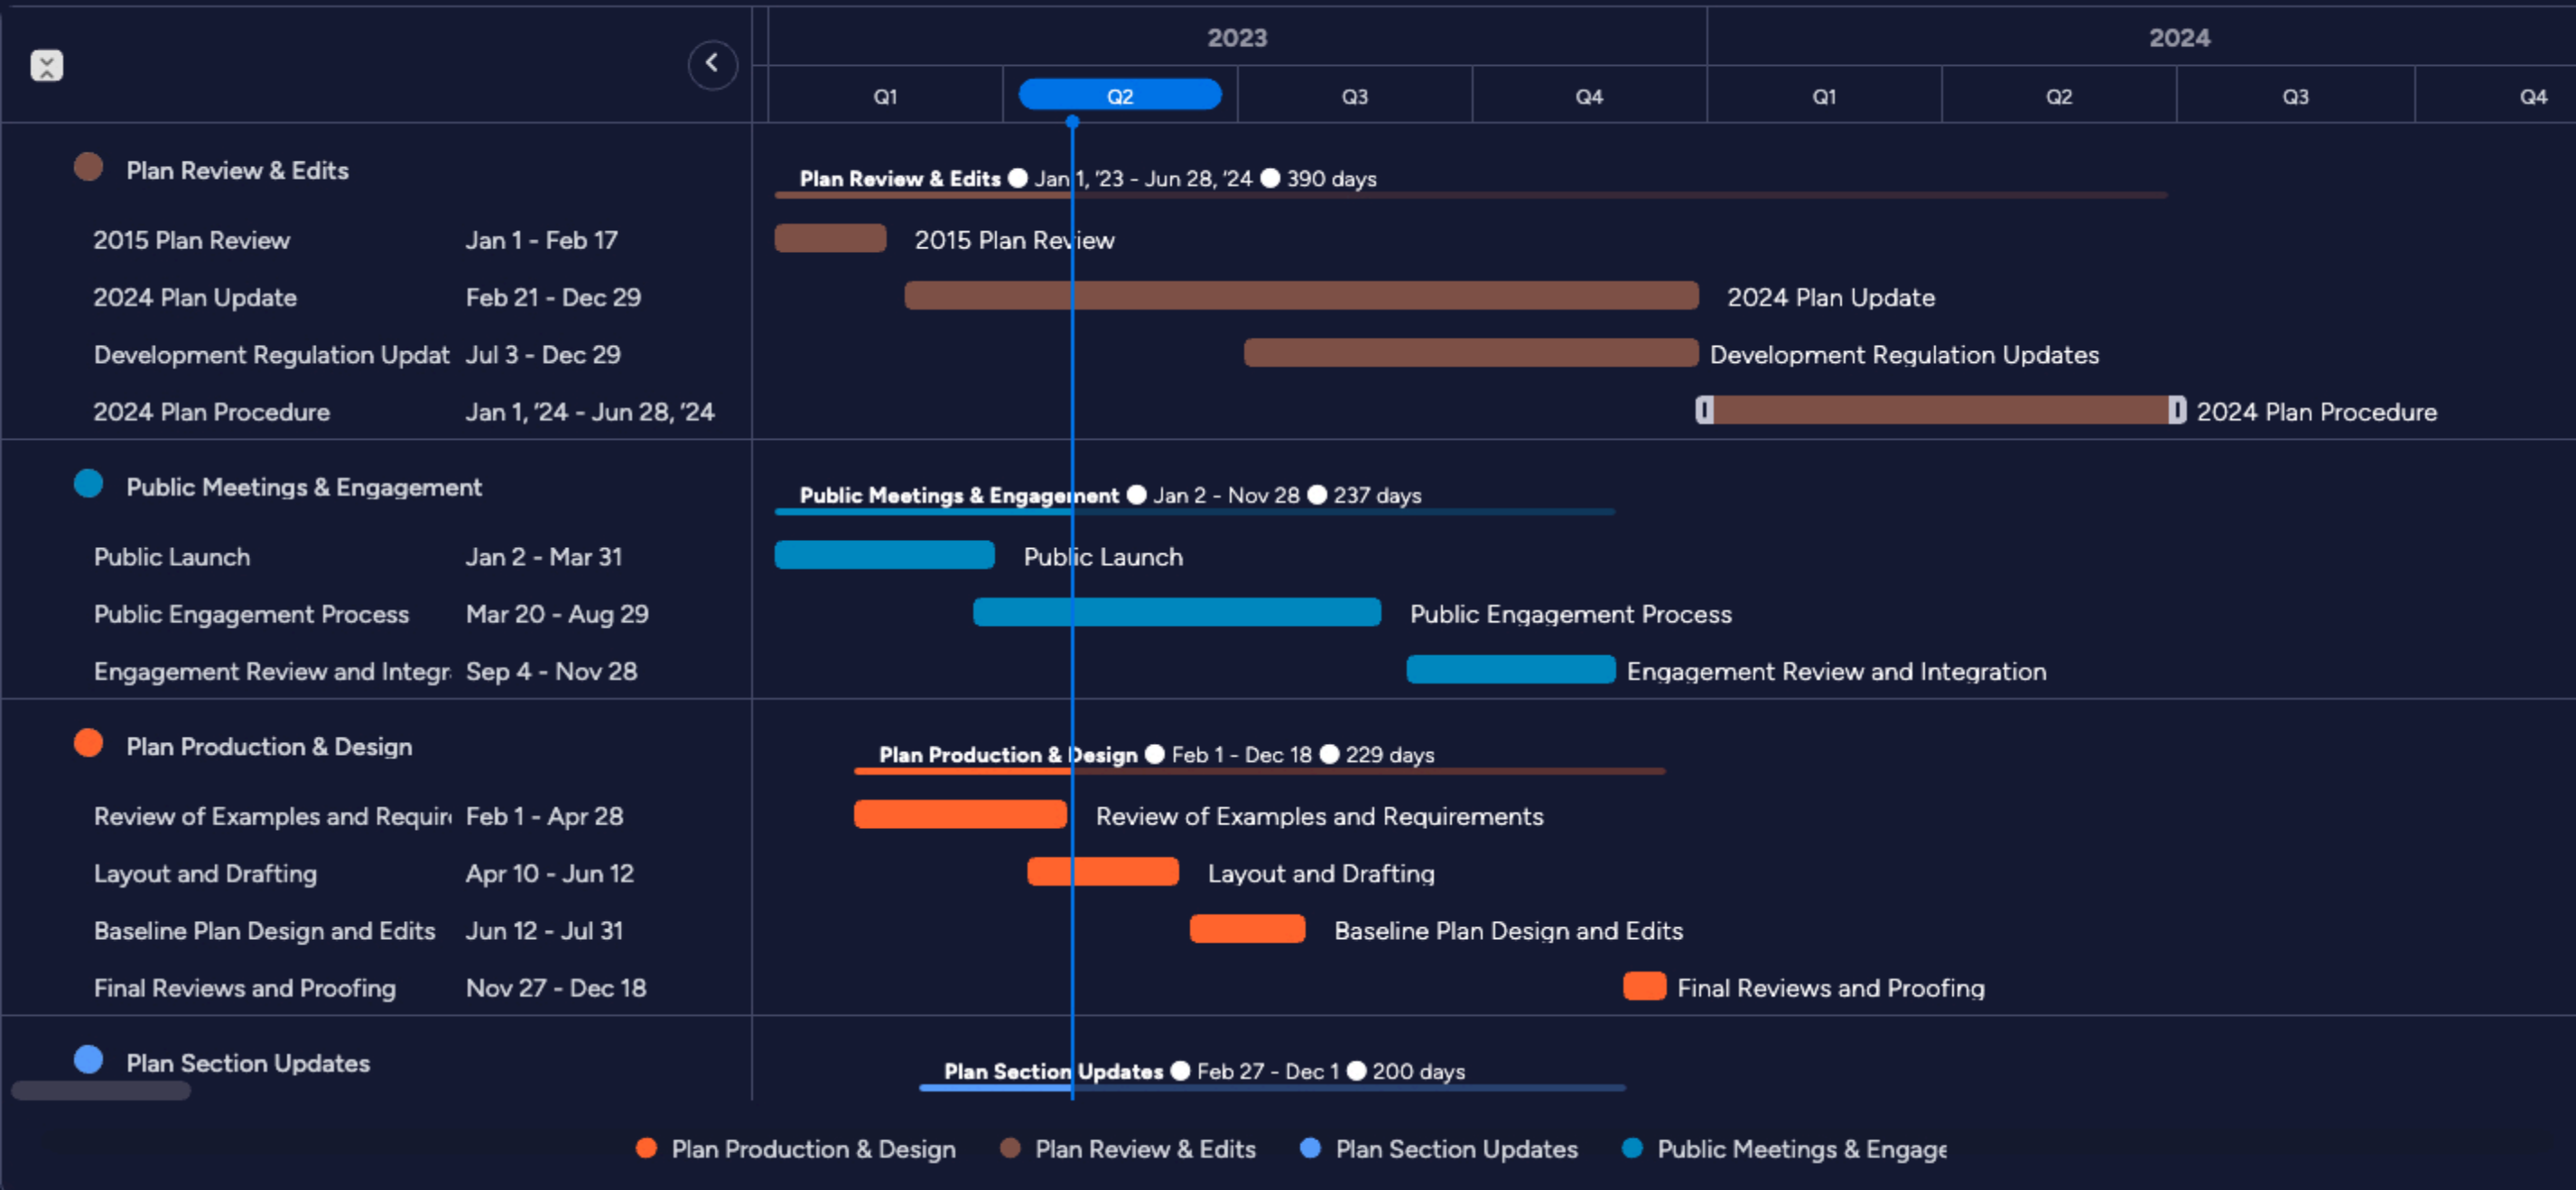 2023 2024
Q1 Q2 Q3 Q4 Q1 Q2 Q3 Q4
Plan Review & Edits
Plan Review & Edits Jan 1, '23 - Jun 28, '24 390 days
2015 Plan Review Jan 1 - Feb 17 2015 Plan Review
2024 Plan Update Feb 21 - Dec 29 2024 Plan Update
Development Regulation Updat Jul 3 - Dec 29 Development Regulation Updates
2024 Plan Procedure Jan 1, '24 - Jun 28, '24 2024 Plan Procedure
Public Meetings & Engagement
Public Meetings & Engagement Jan 2 - Nov 28 237 days
Public Launch Jan 2 - Mar 31 Public Launch
Public Engagement Process Mar 20 - Aug 29 Public Engagement Process
Engagement Review and Integr Sep 4 - Nov 28 Engagement Review and Integration
Plan Production & Design
Plan Production & Design Feb 1 - Dec 18 229 days
Review of Examples and Requir Feb 1 - Apr 28 Review of Examples and Requirements
Layout and Drafting Apr 10 - Jun 12 Layout and Drafting
Baseline Plan Design and Edits Jun 12 - Jul 31 Baseline Plan Design and Edits
Final Reviews and Proofing Nov 27 - Dec 18 Final Reviews and Proofing
Plan Section Updates
Plan Section Updates Feb 27 - Dec 1 200 days
Plan Production & Design Plan Review & Edits Plan Section Updates Public Meetings & Engage